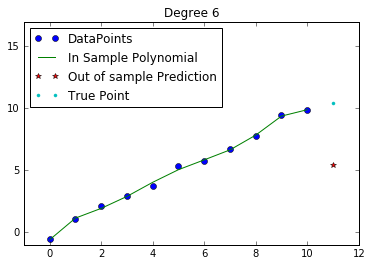 Degree 6
DataPoints
In Sample Polynomial
Out of sample Prediction
True Point
15
10
5
0
0 2 4 6 8 10 12